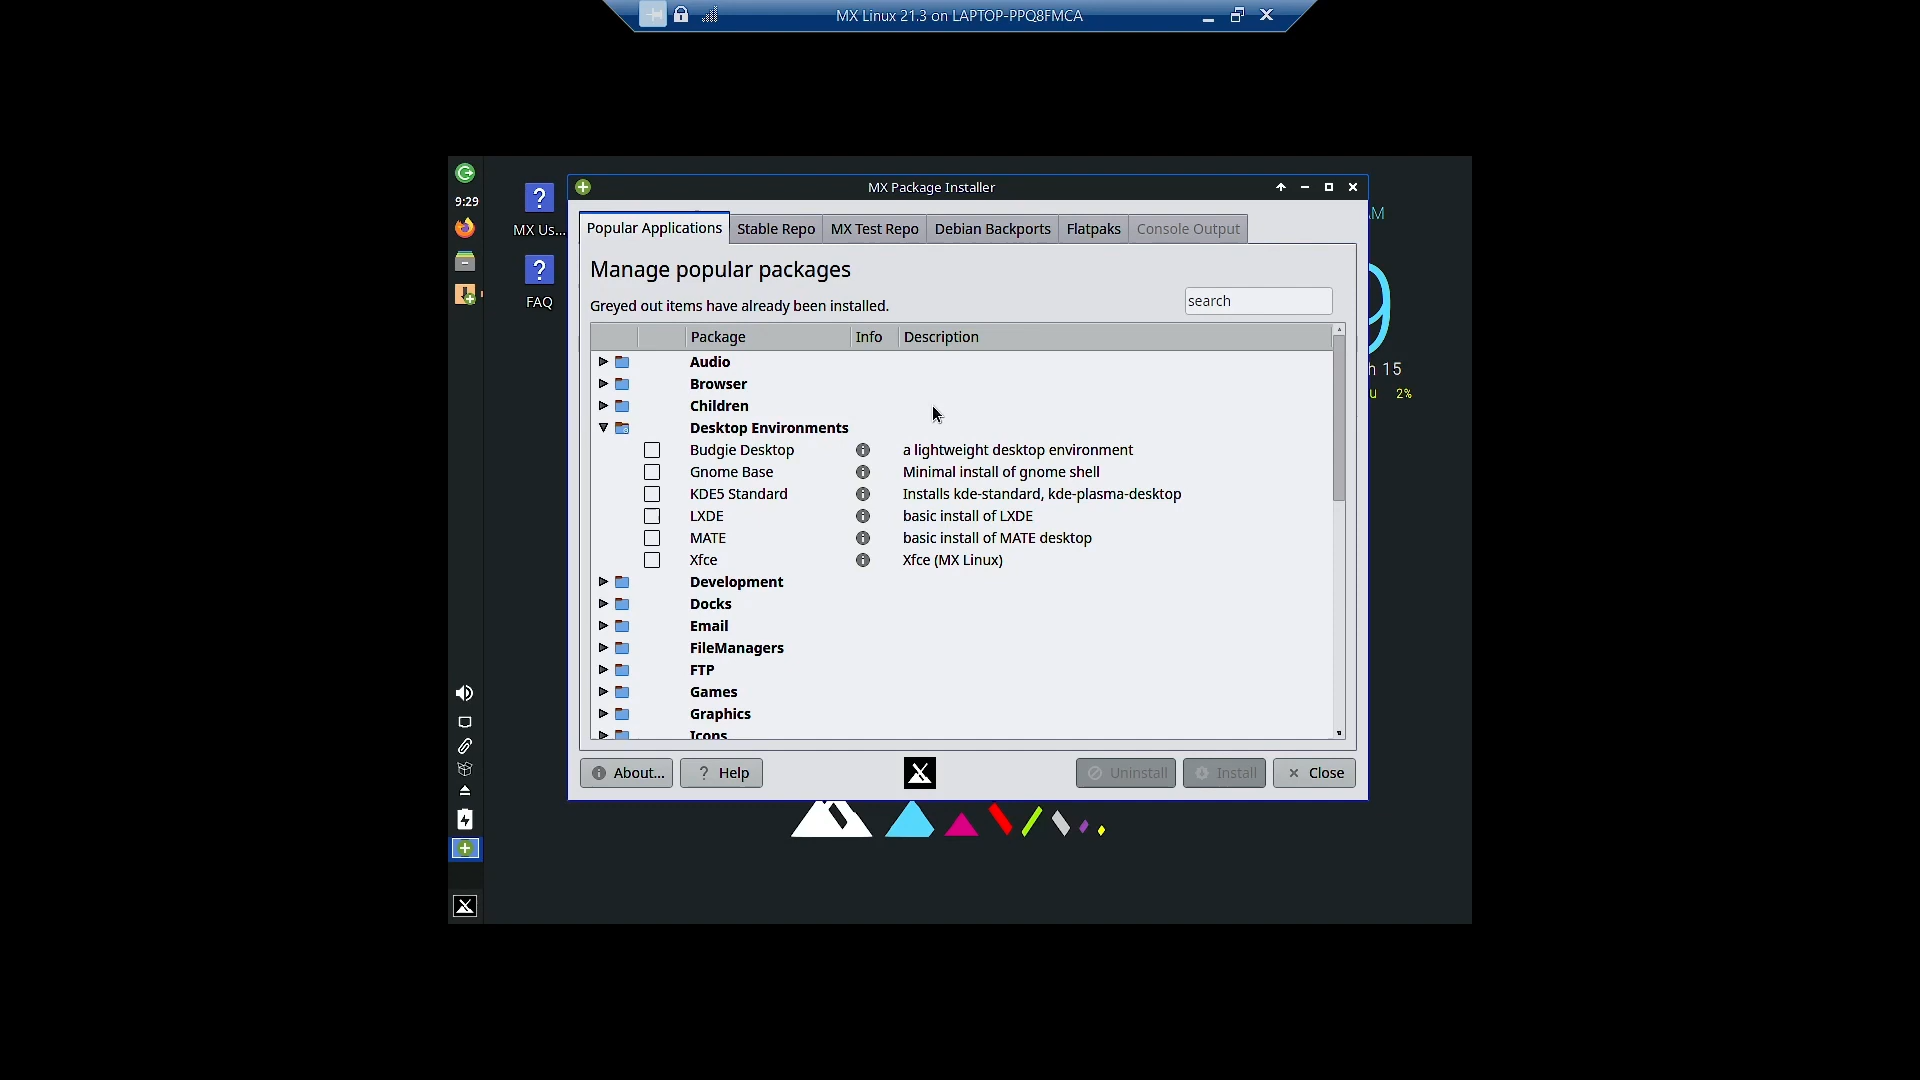 MX Linux 21.3 on LAPTOP-PPQ8FMCA
9:29
MX Us...
FAQ
MX Package Installer
AM
9
h 15
U 2%
Popular Applications
Stable Repo
MX Test Repo
Debian Backports
Flatpaks
Console Output
Manage popular packages
Greyed out items have already been installed.
search
Package Info Description
Audio
Browser
Children
Desktop Environments
Budgie Desktop a lightweight desktop environment
Gnome Base Minimal install of gnome shell
KDE5 Standard Installs kde-standard, kde-plasma-desktop
LXDE basic install of LXDE
MATE basic install of MATE desktop
Xfce Xfce (MX Linux)
Development
Docks
Email
FileManagers
FTP
Games
Graphics
Icons
About...
? Help
Uninstall
Install
Close